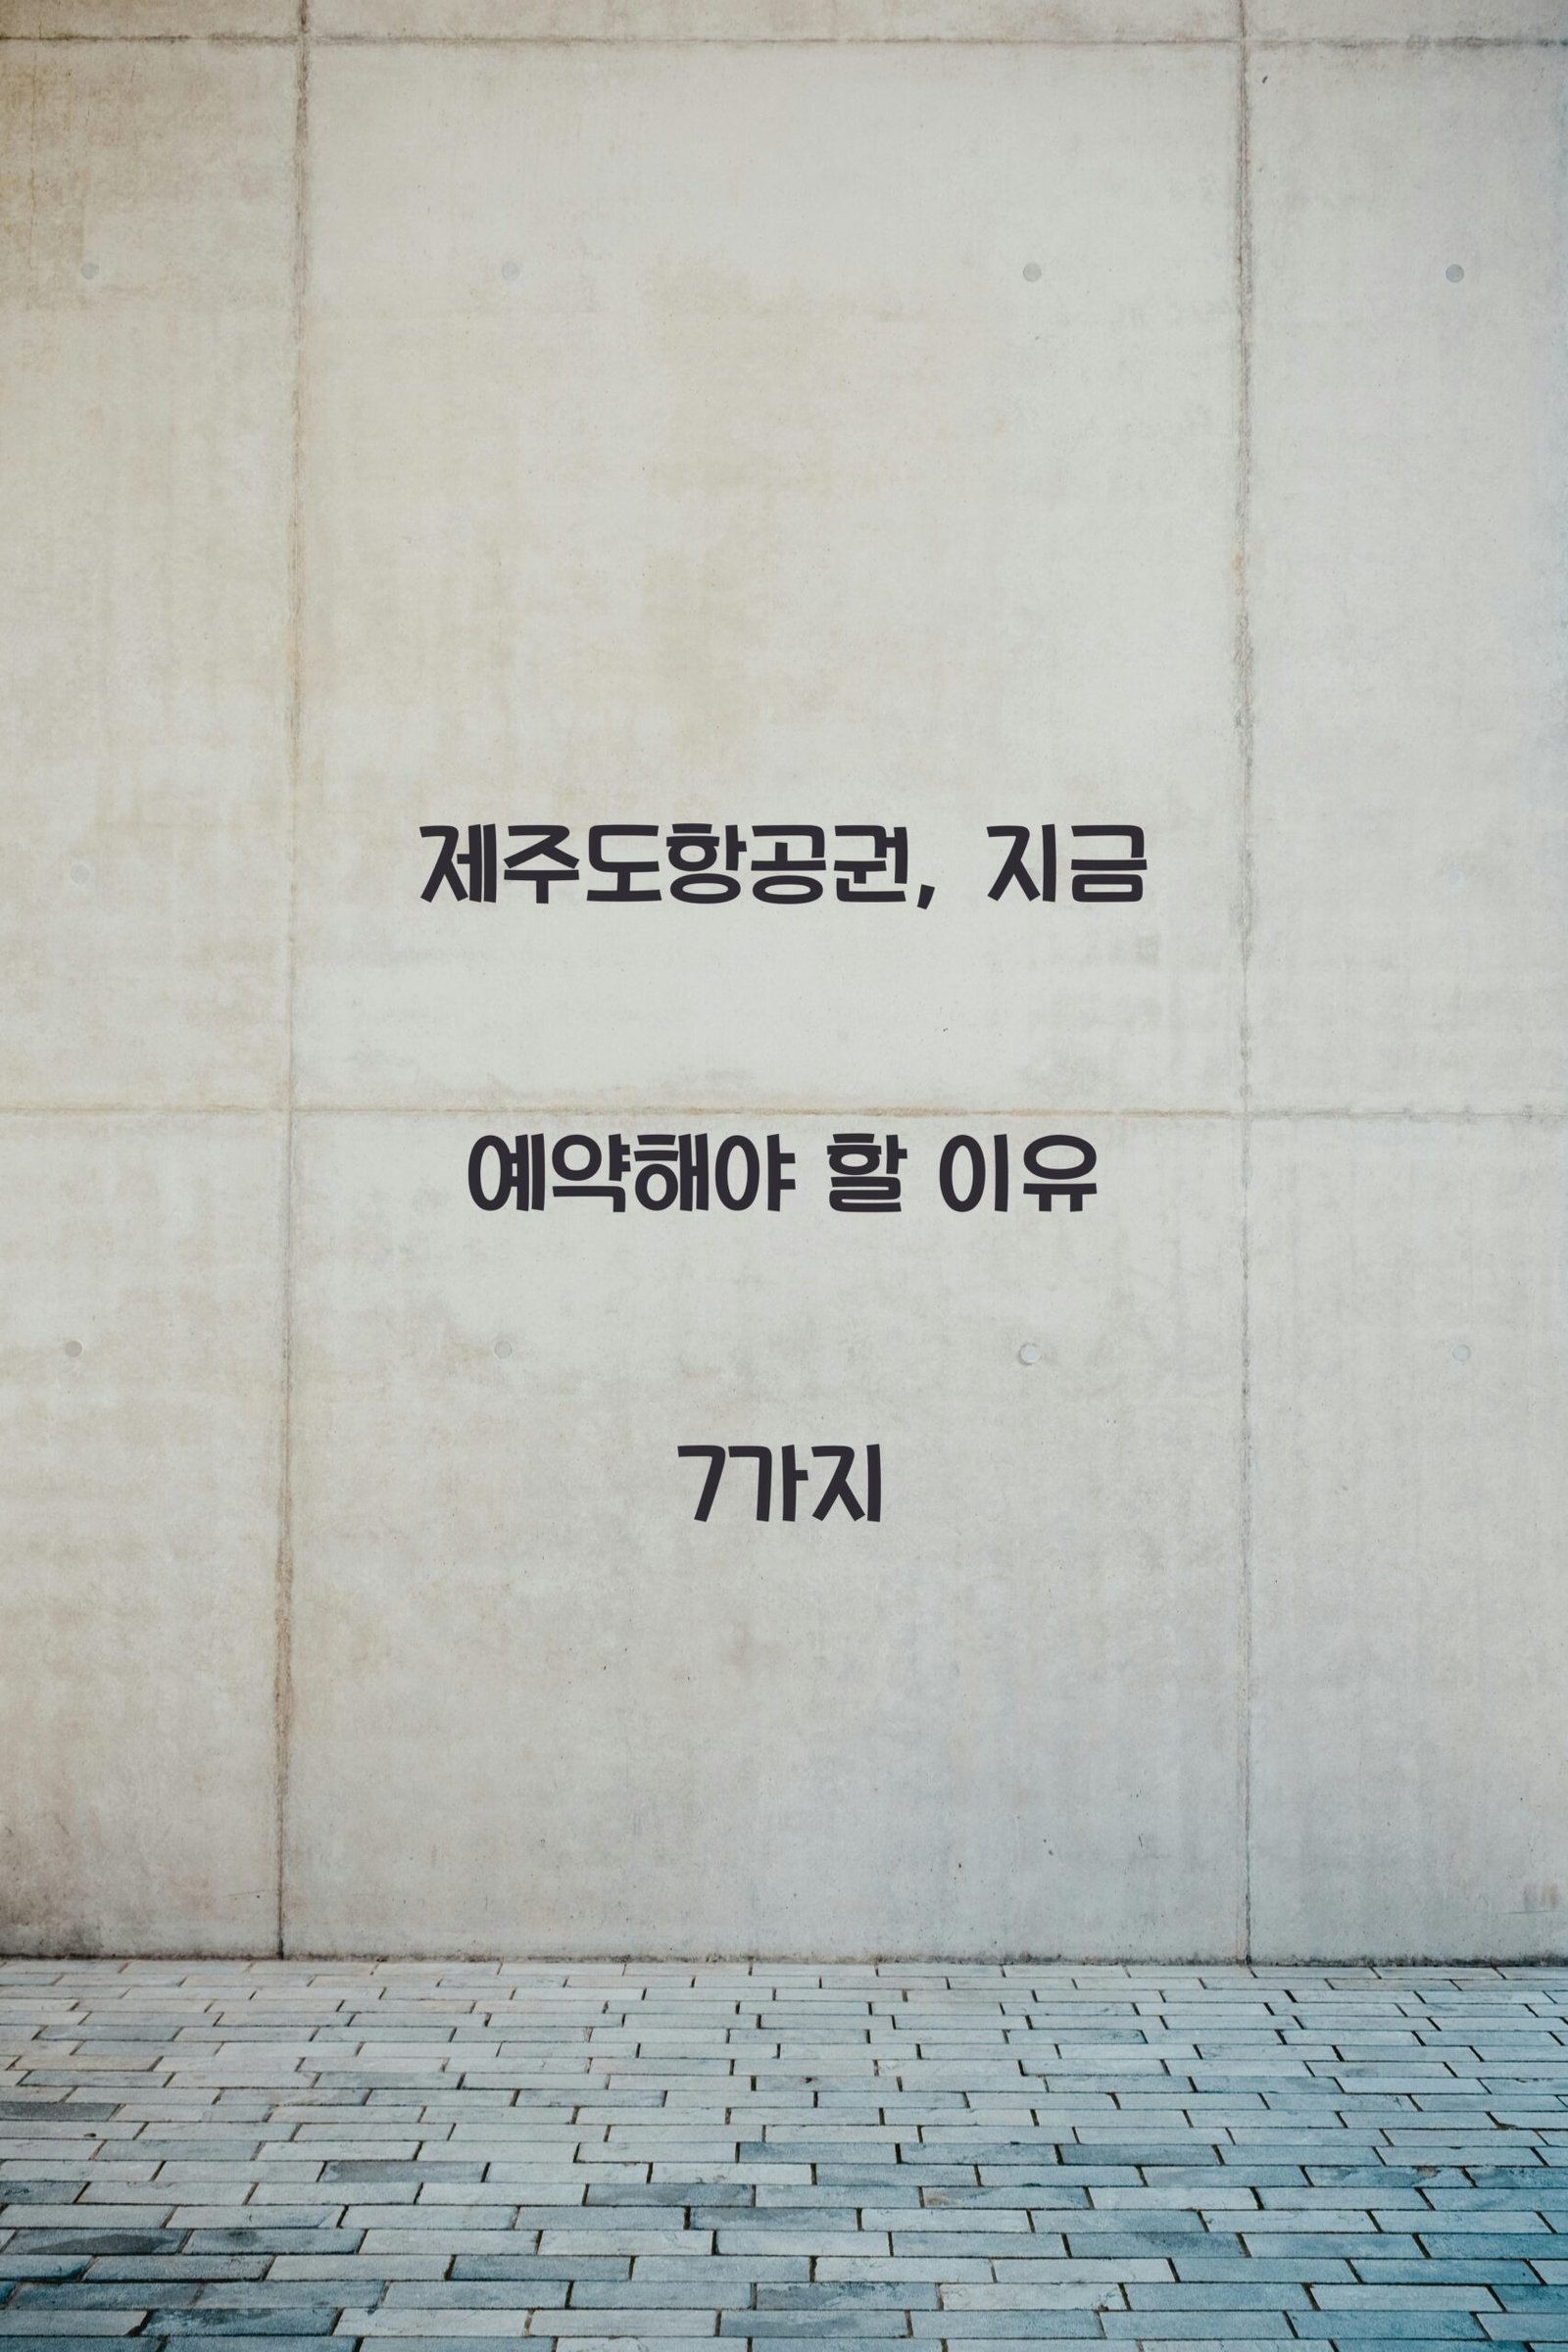 제주도항공권, 지금
예약해야 할 이유
7가지